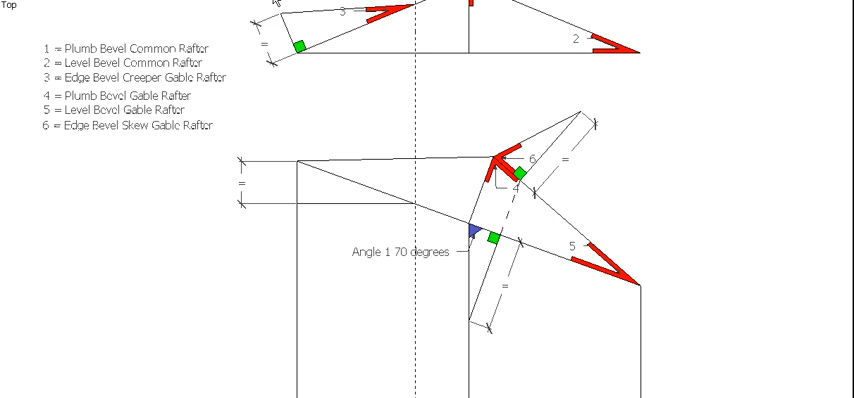 Top
3
=
2
1 = Plumb Bevel Common Rafter
2 = Level Bevel Common Rafter
3 = Edge Bevel Creeper Gable Rafter
4 = Plumb Bevel Gable Rafter
5 = Level Bevel Gable Rafter
6 = Edge Bevel Skew Gable Rafter
6
=
=
4
5
Angle 1 70 degrees
=